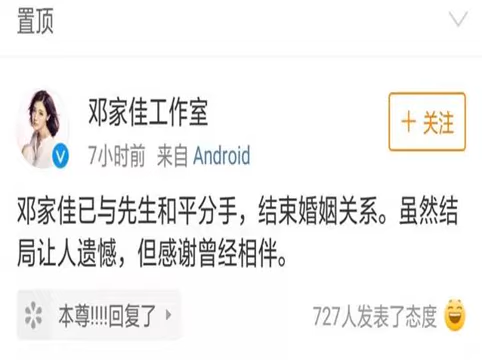 置顶
邓家佳工作室
7小时前 来自 Android
+ 关注
邓家佳已与先生和平分手，结束婚姻关系。虽然结
局让人遗憾，但感谢曾经相伴。
本尊!!!!回复了
727人发表了态度